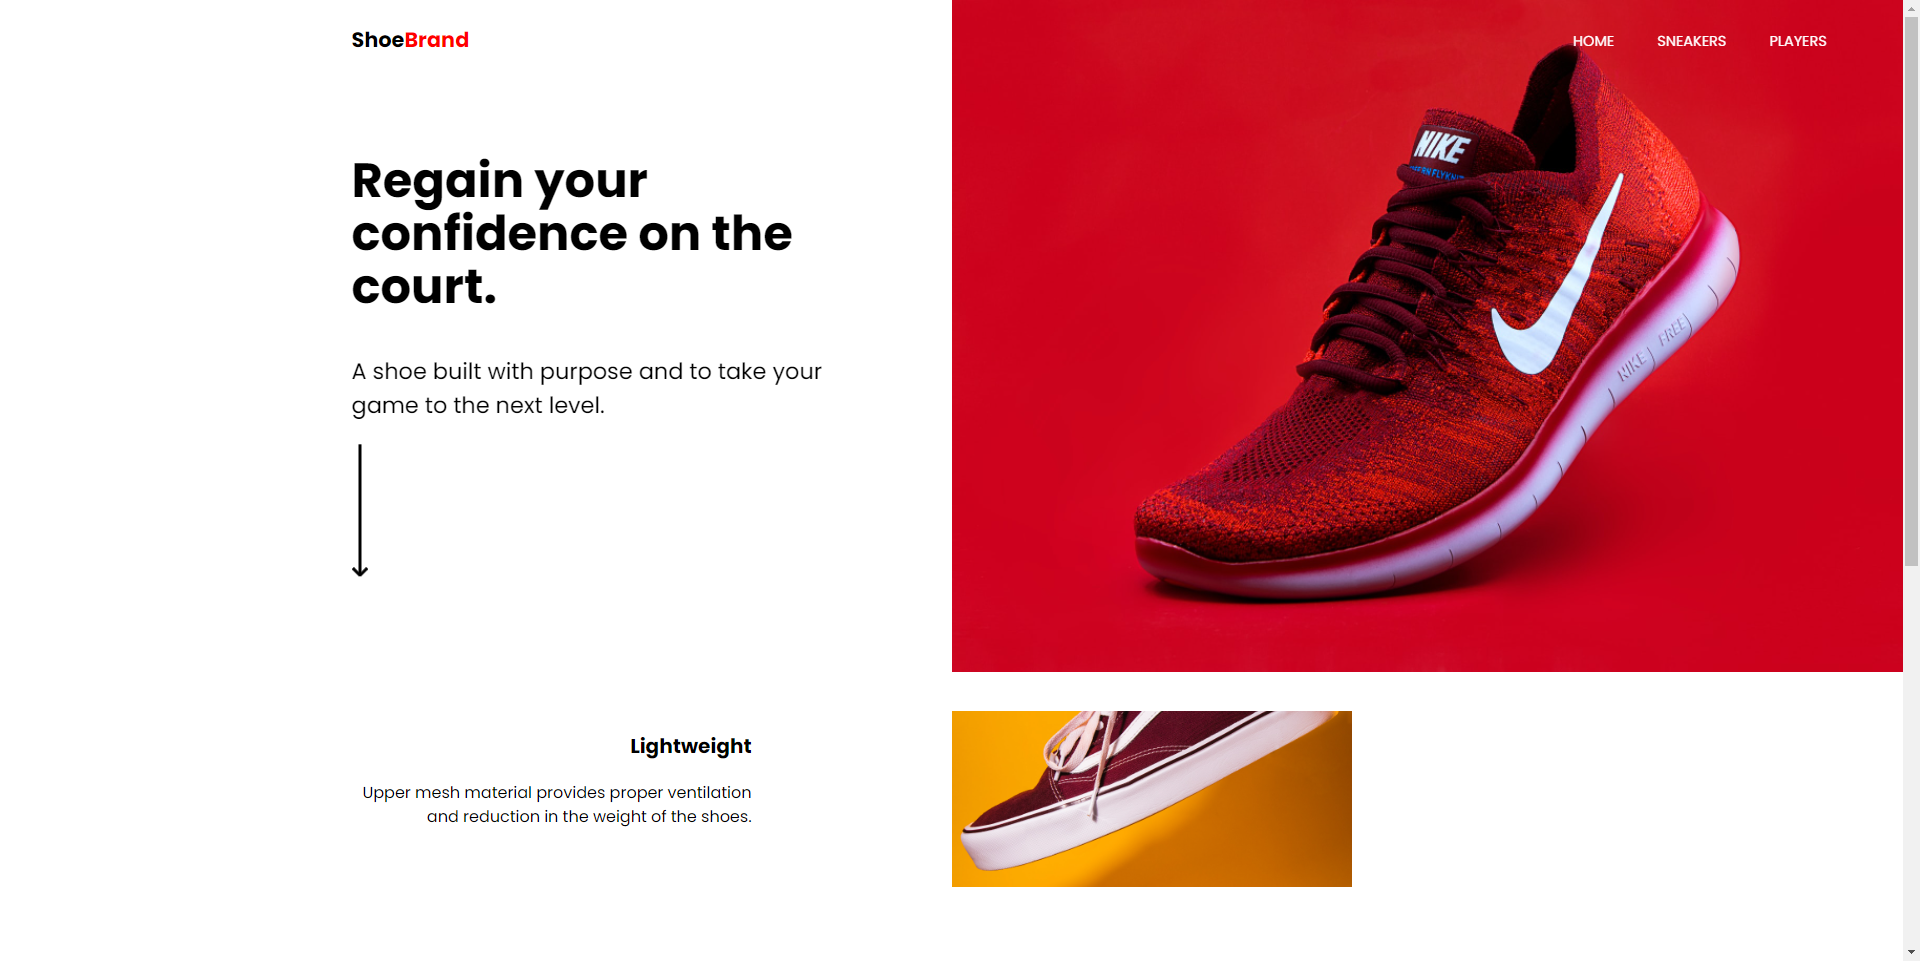 ShoeBrand
HOME SNEAKERS PLAYERS
Regain your
confidence on the
court.
A shoe built with purpose and to take your
game to the next level.
NIKE
NIKE FREE
Lightweight
Upper mesh material provides proper ventilation
and reduction in the weight of the shoes.